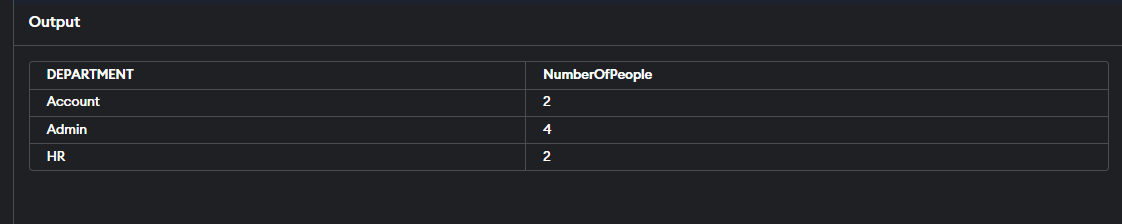 Output
DEPARTMENT NumberOfPeople
Account 2
Admin 4
HR 2